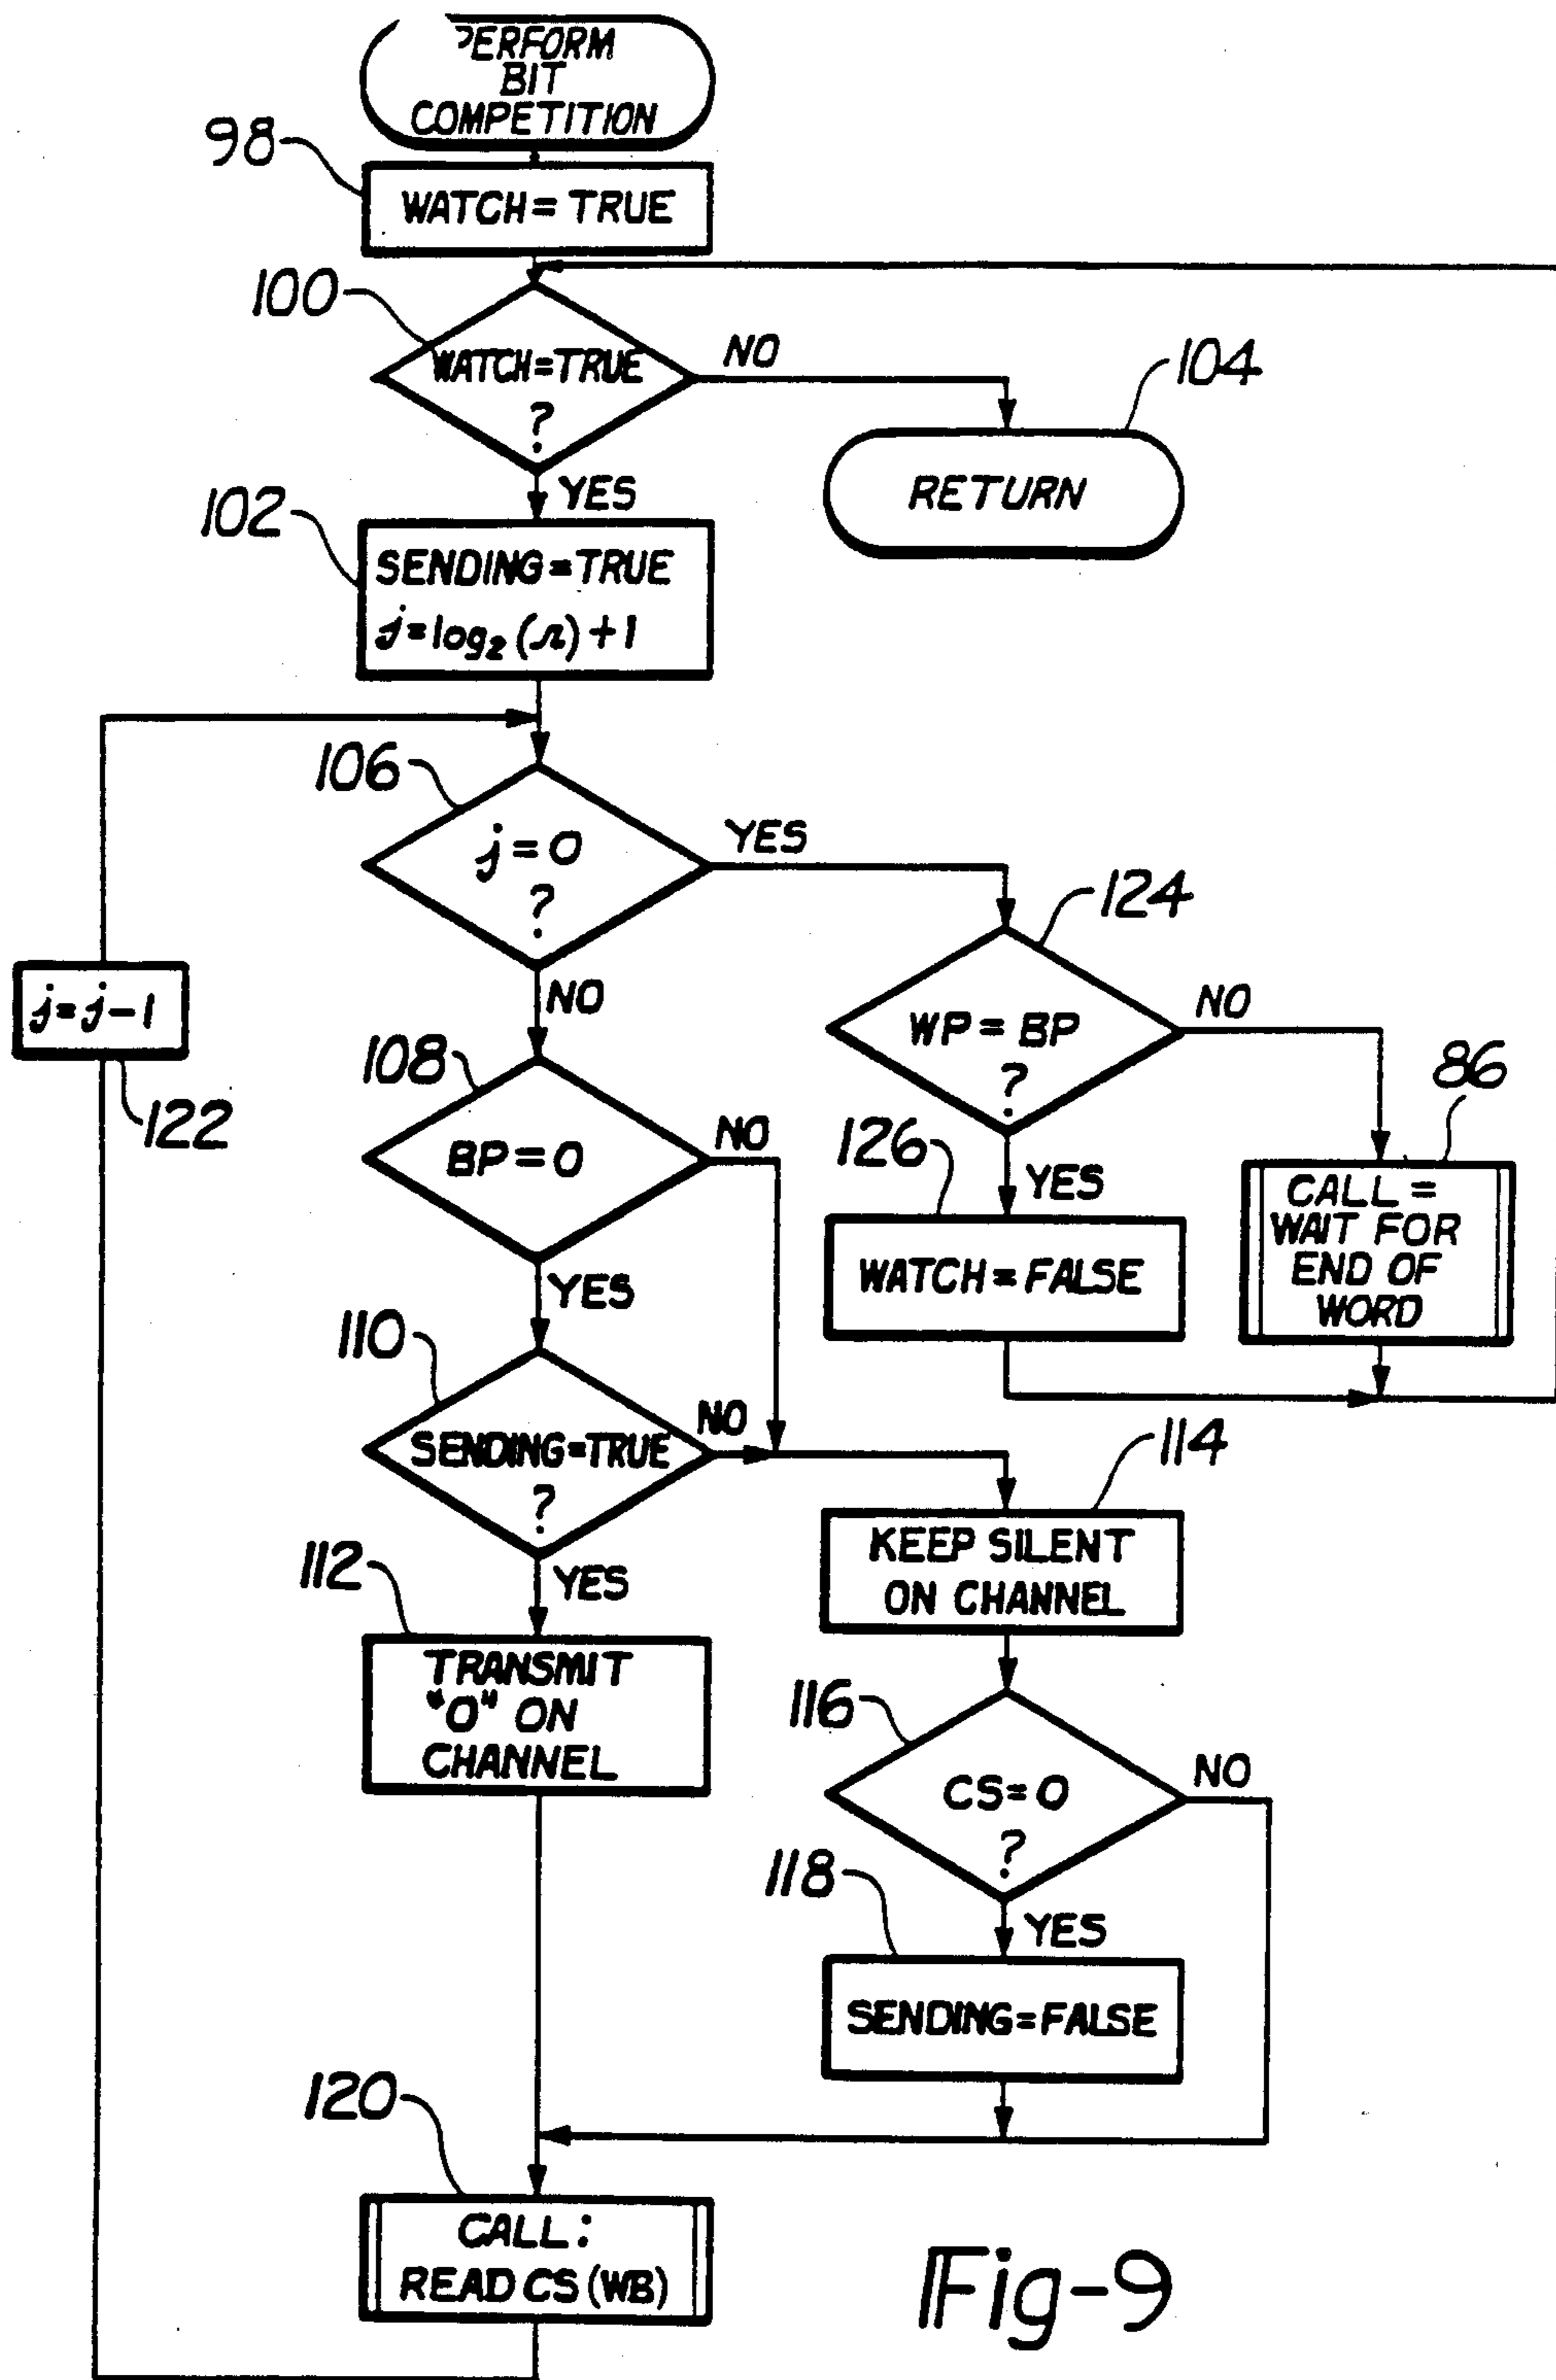 PERFORM
BIT
COMPETITION
98
WATCH = TRUE
100
WATCH=TRUE
?
NO
104
RETURN
YES
102
SENDING=TRUE
j=log₂(n)+1
106
j=0
?
YES
124
NO
WP=BP
?
NO
86
j=j-1
122
108
BP=0
NO
126
YES
WATCH=FALSE
CALL=
WAIT FOR
END OF
WORD
YES
110
SENDING=TRUE
?
NO
114
KEEP SILENT
ON CHANNEL
YES
112
TRANSMIT
"0" ON
CHANNEL
116
CS=0
?
NO
118
YES
SENDING=FALSE
120
CALL:
READ CS (WB)
Fig-9